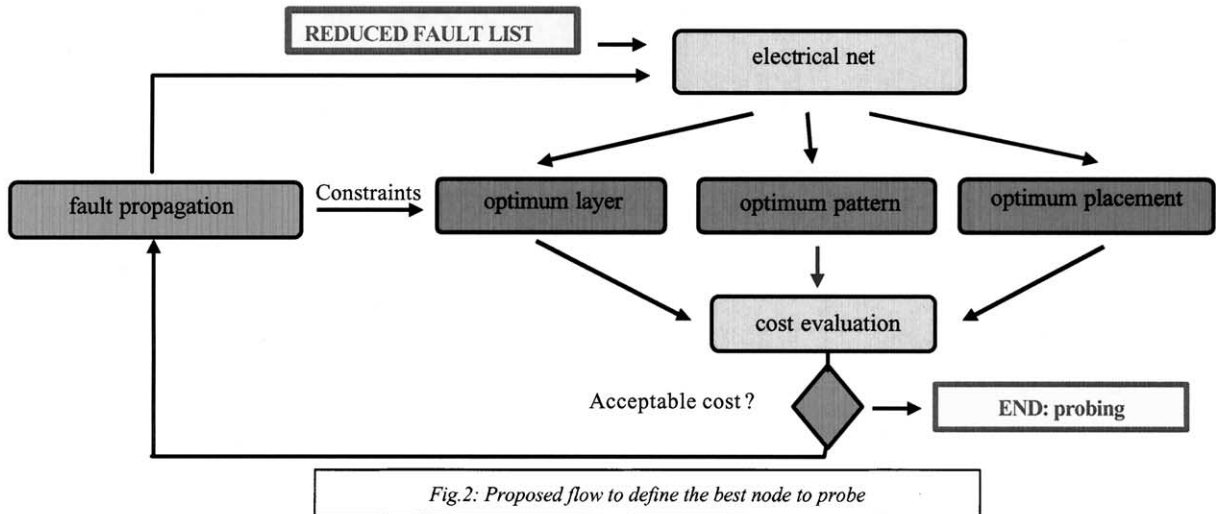 REDUCED FAULT LIST
electrical net
fault propagation
Constraints
optimum layer
optimum pattern
optimum placement
cost evaluation
Acceptable cost?
END: probing
Fig.2: Proposed flow to define the best node to probe